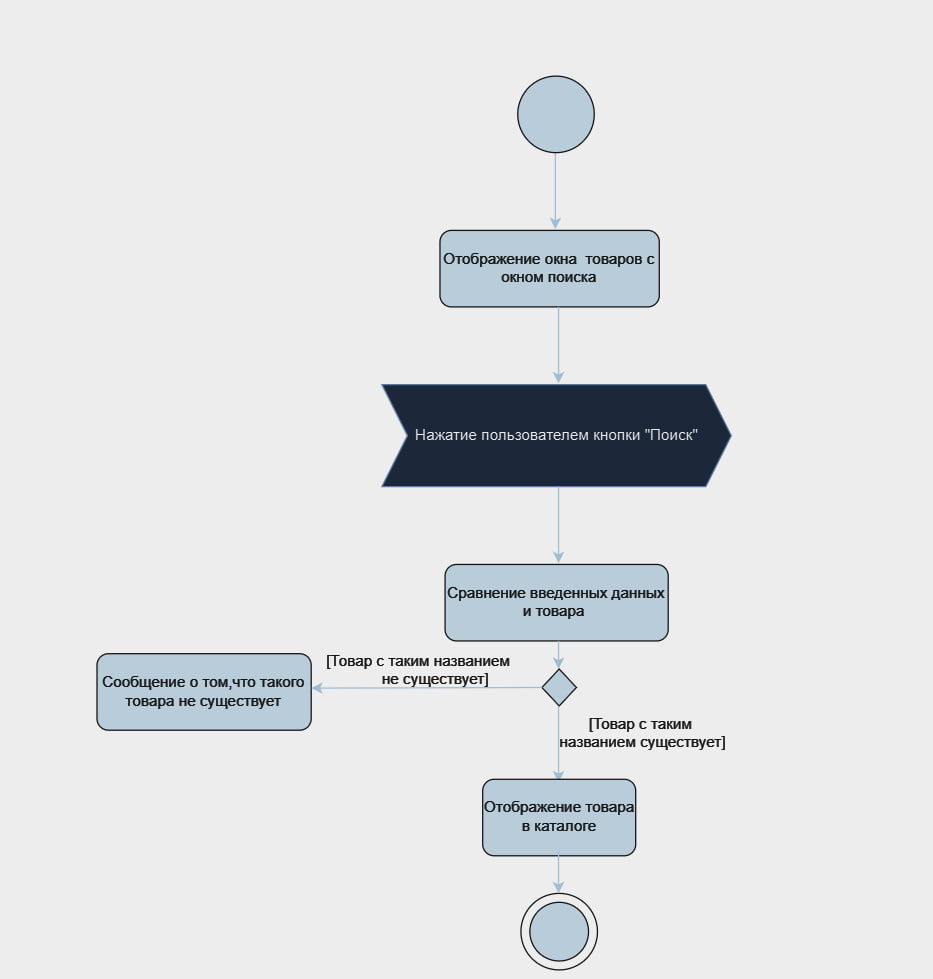 Отображение окна  товаров с
окном поиска
Нажатие пользователем кнопки "Поиск"
Сравнение введенных данных
и товара
[Товар с таким названием
не существует]
Сообщение о том,что такого
товара не существует
[Товар с таким
названием существует]
Отображение товара
в каталоге